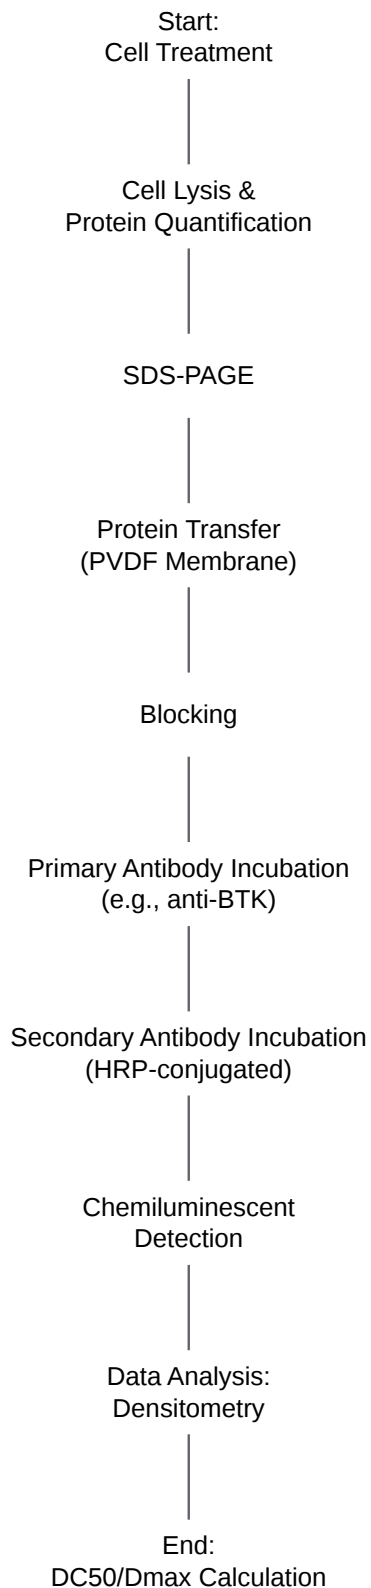 Start:
Cell Treatment
Cell Lysis &
Protein Quantification
SDS-PAGE
Protein Transfer
(PVDF Membrane)
Blocking
Primary Antibody Incubation
(e.g., anti-BTK)
Secondary Antibody Incubation
(HRP-conjugated)
Chemiluminescent
Detection
Data Analysis:
Densitometry
End:
DC50/Dmax Calculation